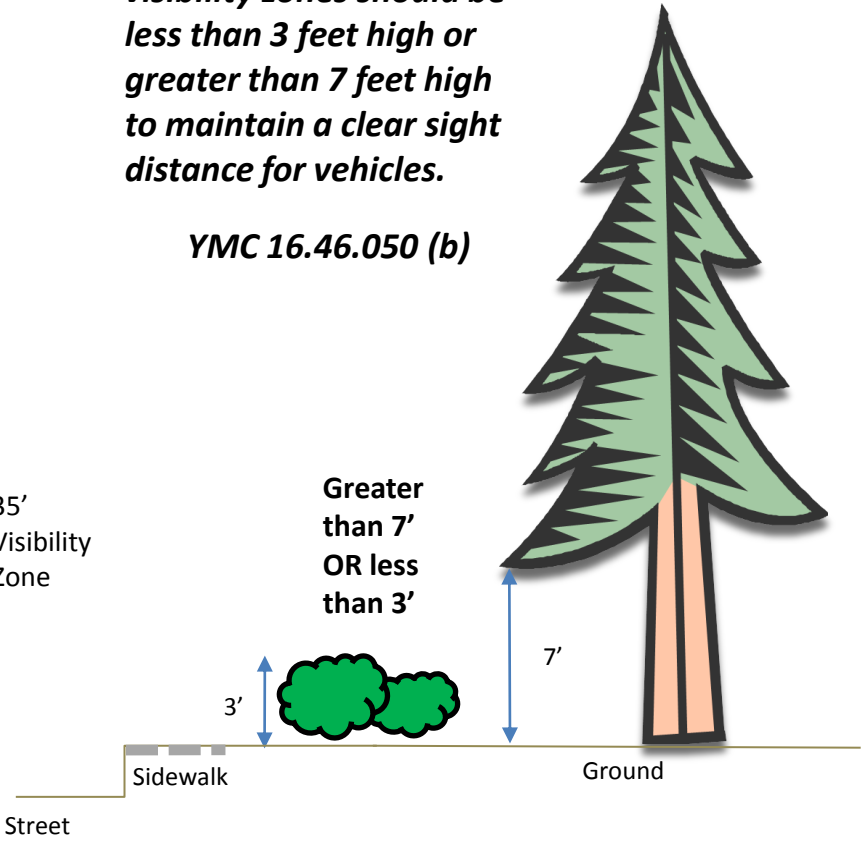 less than 3 feet high or
greater than 7 feet high
to maintain a clear sight
distance for vehicles.
YMC 16.46.050 (b)
Greater
than 7’
OR less
than 3’
35’
Visibility
Zone
7’
3’
Sidewalk
Ground
Street